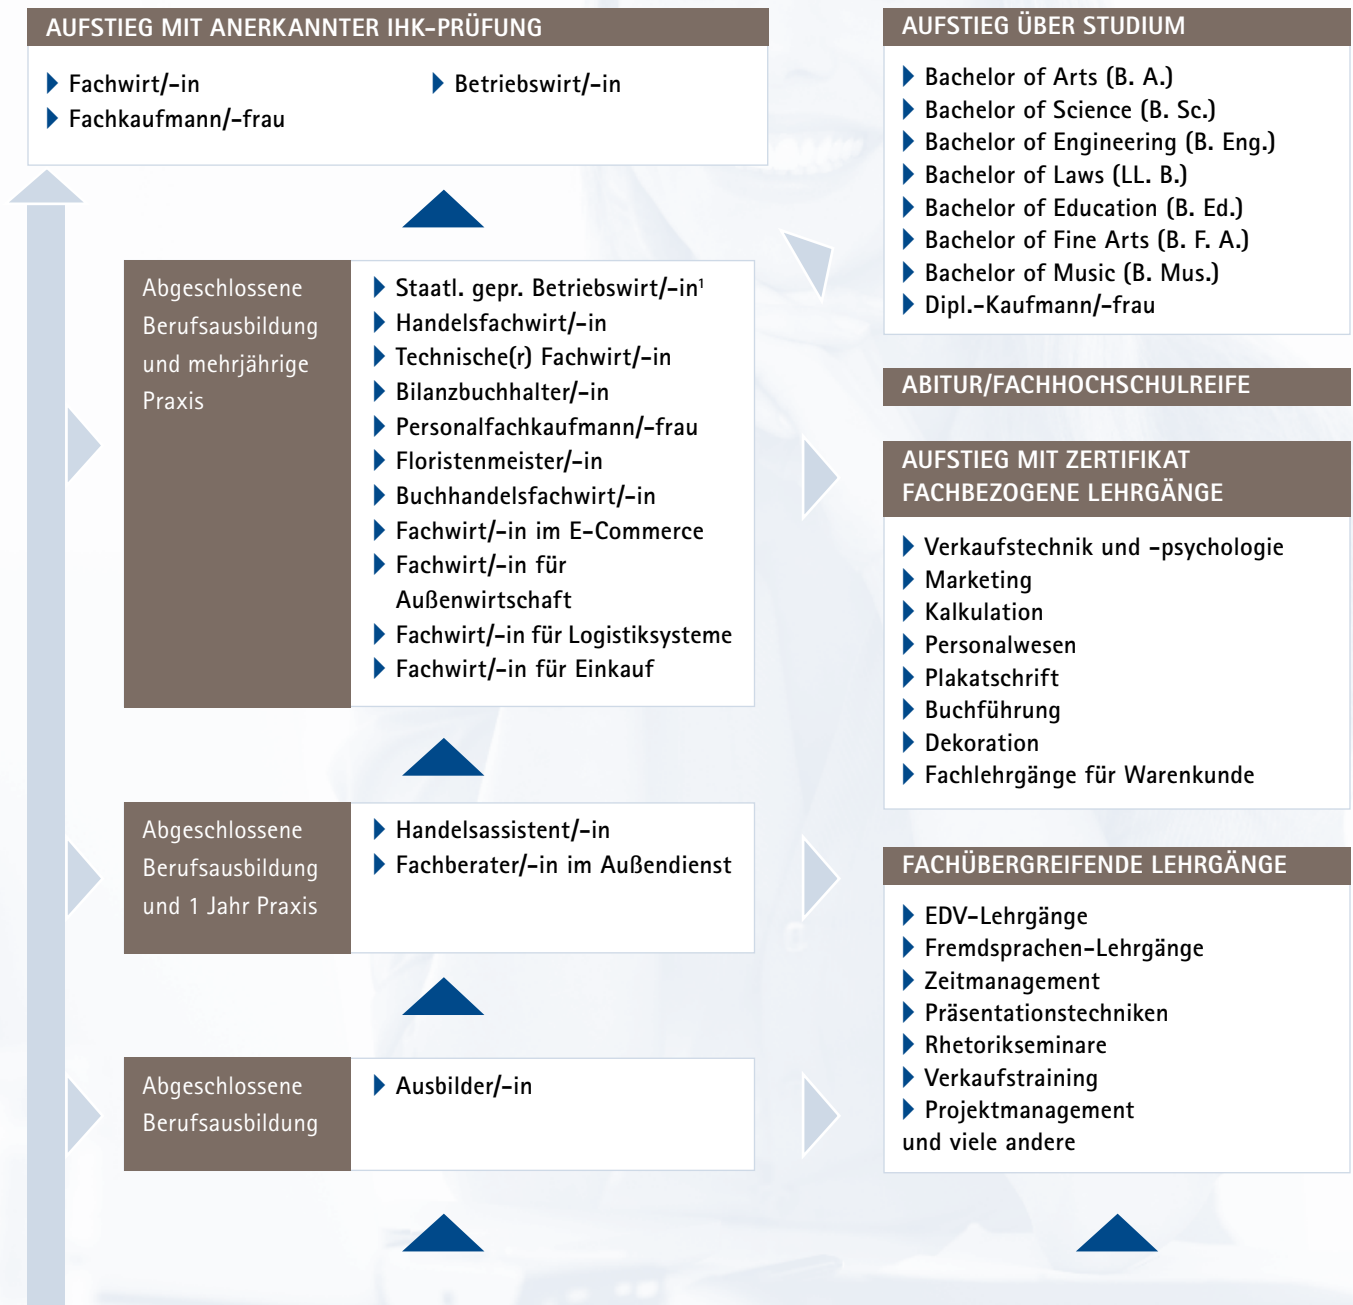 AUFSTIEG MIT ANERKANNTER IHK-PRÜFUNG
Fachwirt/-in
Fachkaufmann/-frau
Betriebswirt/-in
Abgeschlossene
Berufsausbildung
und mehrjährige
Praxis
Staatl. gepr. Betriebswirt/-in¹
Handelsfachwirt/-in
Technische(r) Fachwirt/-in
Bilanzbuchhalter/-in
Personalfachkaufmann/-frau
Floristenmeister/-in
Buchhandelsfachwirt/-in
Fachwirt/-in im E-Commerce
Fachwirt/-in für
Außenwirtschaft
Fachwirt/-in für Logistiksysteme
Fachwirt/-in für Einkauf
Abgeschlossene
Berufsausbildung
und 1 Jahr Praxis
Handelsassistent/-in
Fachberater/-in im Außendienst
Abgeschlossene
Berufsausbildung
Ausbilder/-in
AUFSTIEG ÜBER STUDIUM
Bachelor of Arts (B. A.)
Bachelor of Science (B. Sc.)
Bachelor of Engineering (B. Eng.)
Bachelor of Laws (LL. B.)
Bachelor of Education (B. Ed.)
Bachelor of Fine Arts (B. F. A.)
Bachelor of Music (B. Mus.)
Dipl.-Kaufmann/-frau
ABITUR/FACHHOCHSCHULREIFE
AUFSTIEG MIT ZERTIFIKAT
FACHBEZOGENE LEHRGÄNGE
Verkaufstechnik und -psychologie
Marketing
Kalkulation
Personalwesen
Plakatschrift
Buchführung
Dekoration
Fachlehrgänge für Warenkunde
FACHÜBERGREIFENDE LEHRGÄNGE
EDV-Lehrgänge
Fremdsprachen-Lehrgänge
Zeitmanagement
Präsentationstechniken
Rhetorikseminare
Verkaufstraining
Projektmanagement
und viele andere